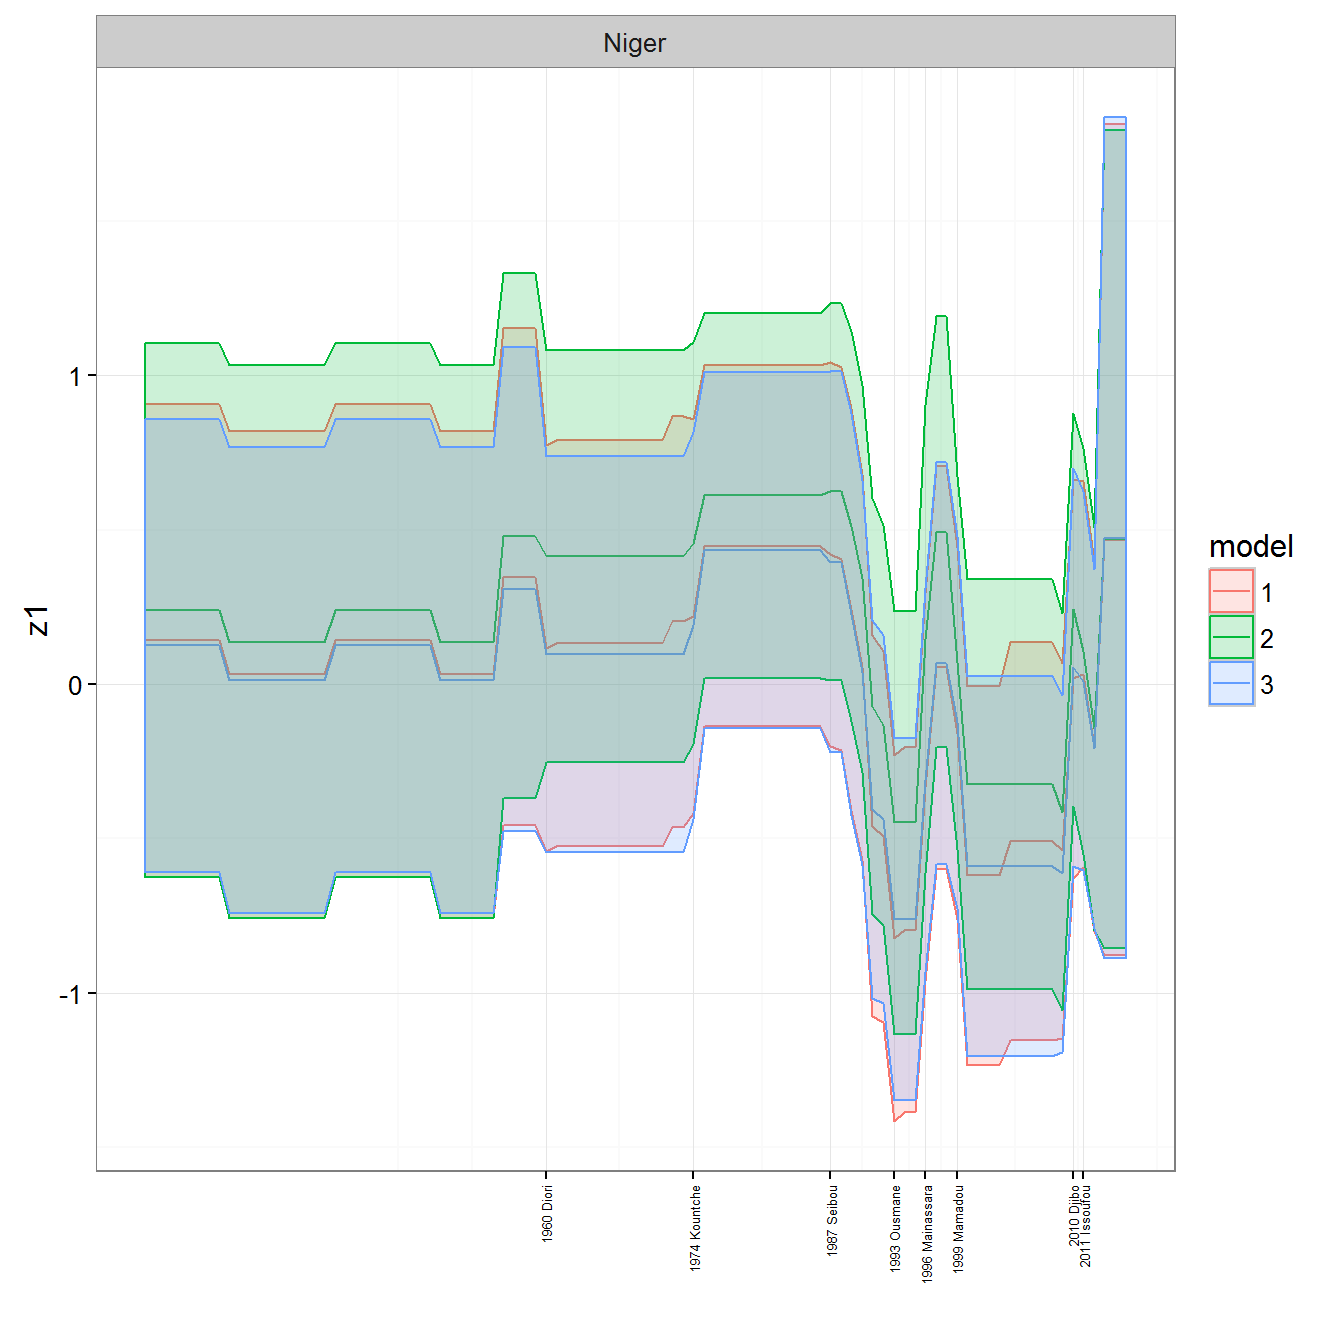 Niger
z1
1
0
-1
1960 Diori
1974 Kountche
1987 Seibou
1993 Ousmane
1996 Mainassara
1999 Mamadou
2010 Djibo
2011 Issoufou
model
1
2
3